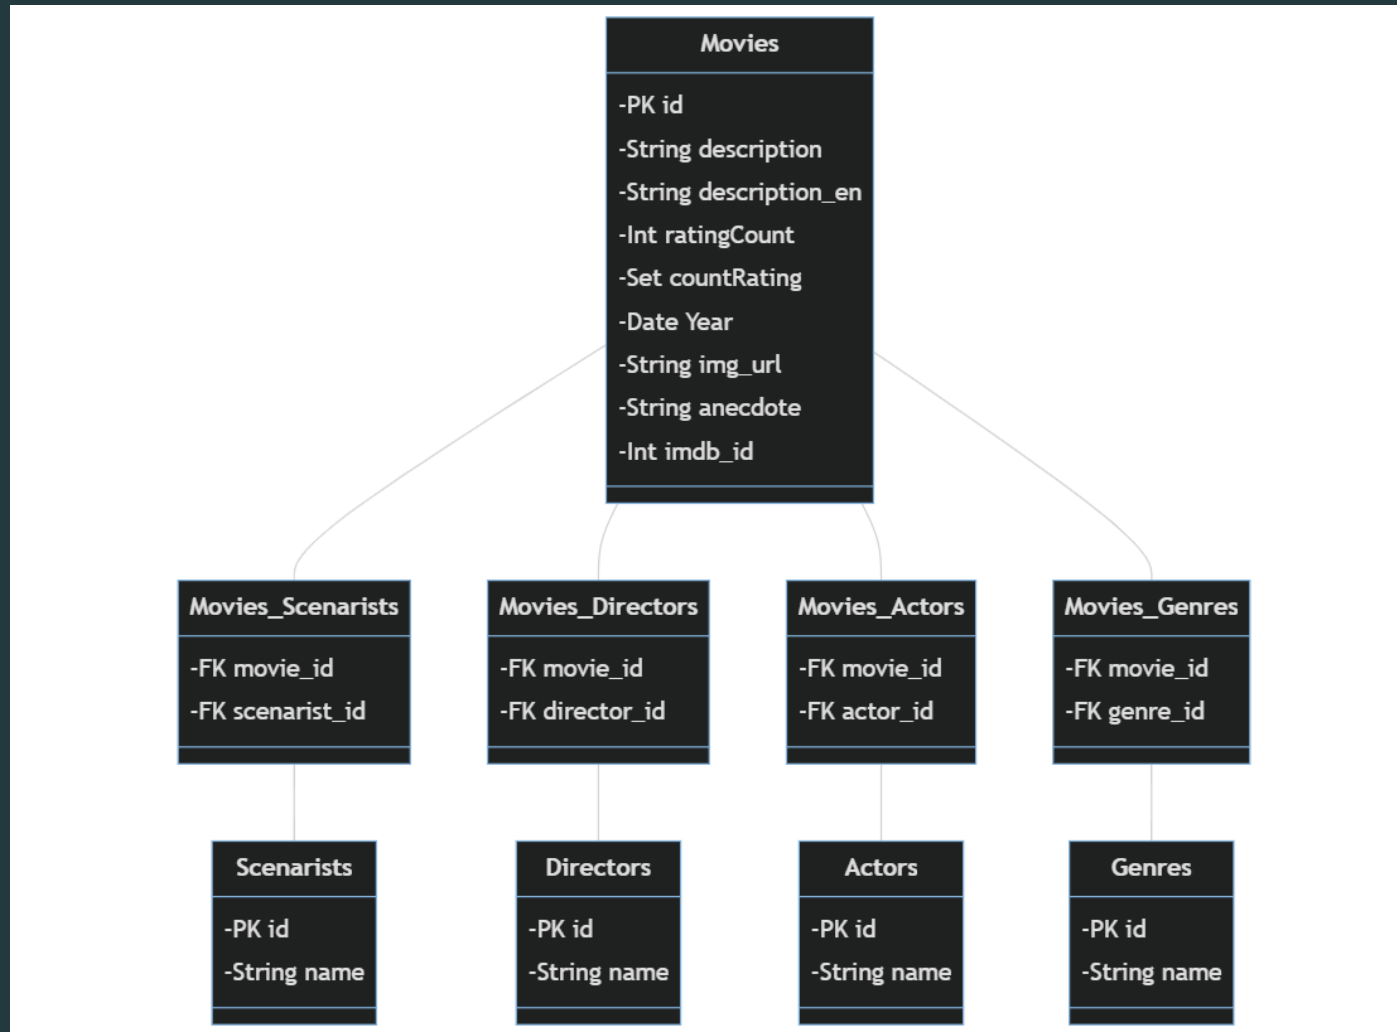 Movies
-PK id
-String description
-String description_en
-Int ratingCount
-Set countRating
-Date Year
-String img_url
-String anecdote
-Int imdb_id
Movies_Scenarists
-FK movie_id
-FK scenarist_id
Movies_Directors
-FK movie_id
-FK director_id
Movies_Actors
-FK movie_id
-FK actor_id
Movies_Genres
-FK movie_id
-FK genre_id
Scenarists
-PK id
-String name
Directors
-PK id
-String name
Actors
-PK id
-String name
Genres
-PK id
-String name